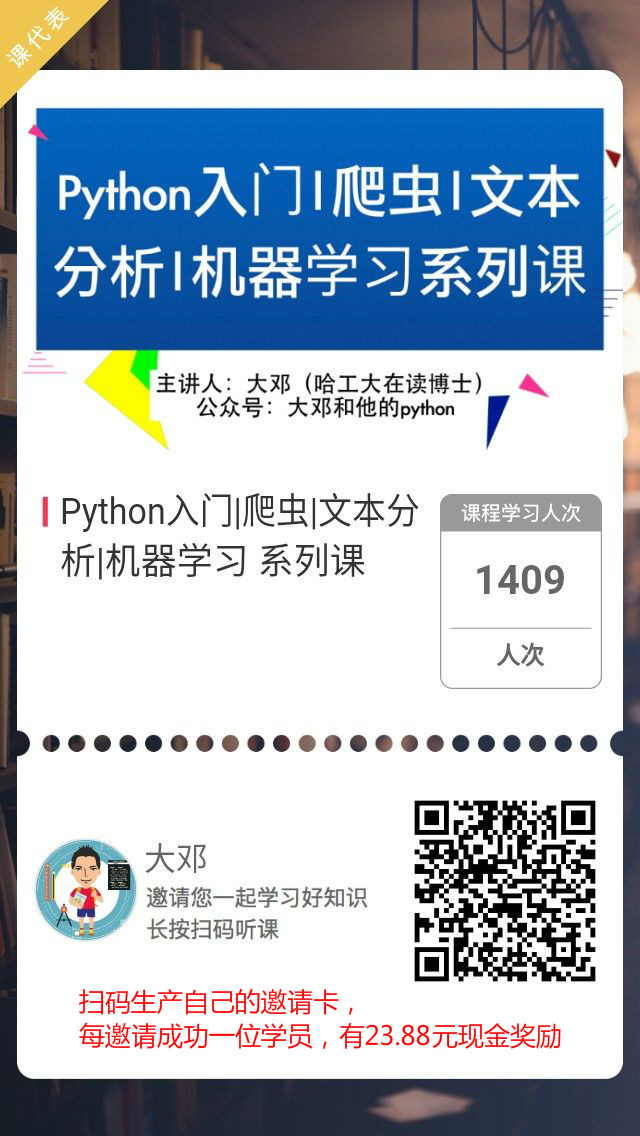 课代表
Python入门|爬虫|文本
分析|机器学习系列课
主讲人：大邓（哈工大在读博士）
公众号：大邓和他的python
Python入门|爬虫|文本分
析|机器学习 系列课
课程学习人次
1409
人次
大邓
邀请您一起学习好知识
长按扫码听课
扫码生产自己的邀请卡，
每邀请成功一位学员，有23.88元现金奖励